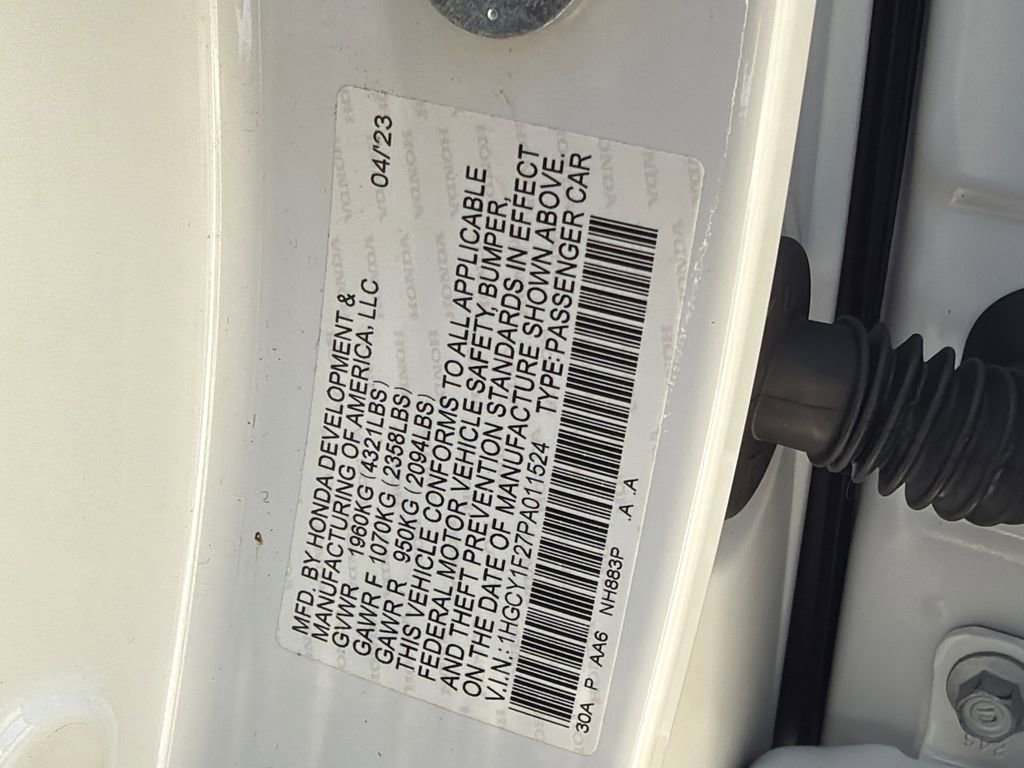 04/'23
MFD. BY HONDA DEVELOPMENT &
MANUFACTURING OF AMERICA, LLC
GVWR 1960KG (4321LBS)
GAWR F 1070KG (2358LBS)
GAWR R 950KG (2094LBS)
THIS VEHICLE CONFORMS TO ALL APPLICABLE
FEDERAL MOTOR VEHICLE SAFETY, BUMPER,
AND THEFT PREVENTION STANDARDS IN EFFECT
ON THE DATE OF MANUFACTURE SHOWN ABOVE.
V.I.N.: 1HGCY1F27PA011524 TYPE: PASSENGER CAR
30A P AA6 NH883P .A .A